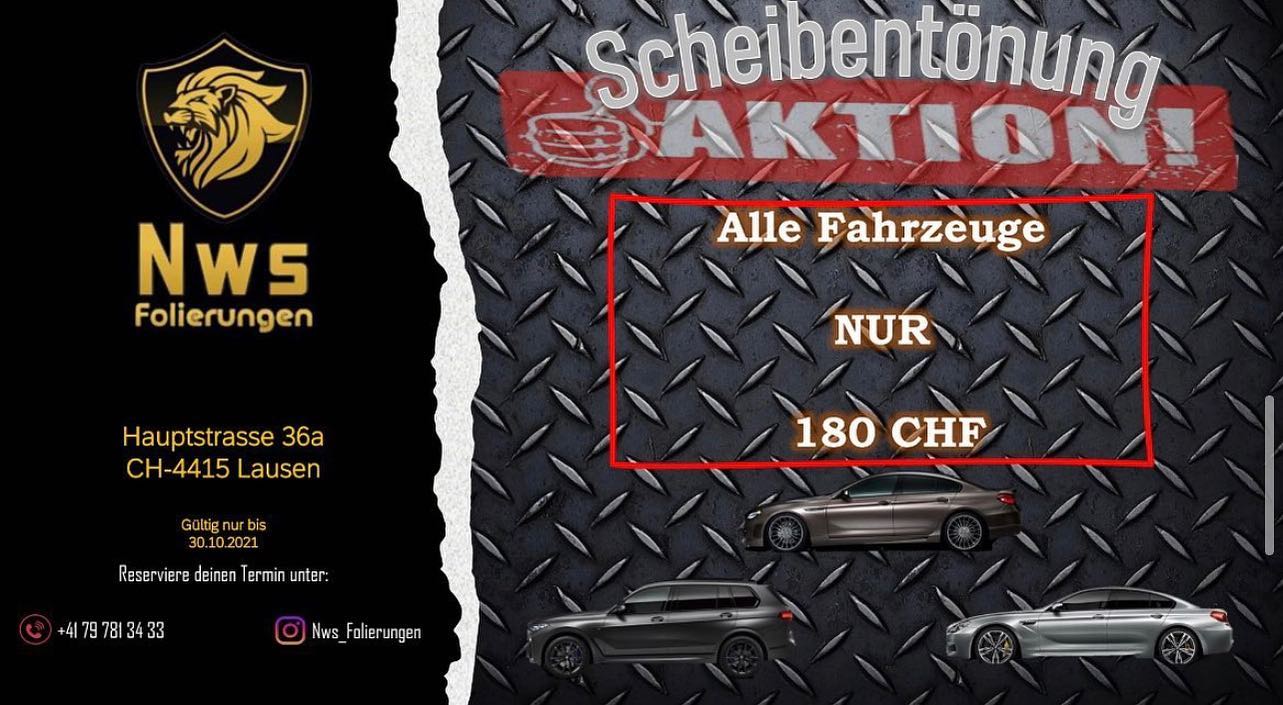 Nws
Folierungen
Hauptstrasse 36a
CH-4415 Lausen
Gültig nur bis
30.10.2021
Reserviere deinen Termin unter:
+41 79 781 34 33
Nws_Folierungen
Scheibentönung
AKTION!
Alle Fahrzeuge
NUR
180 CHF